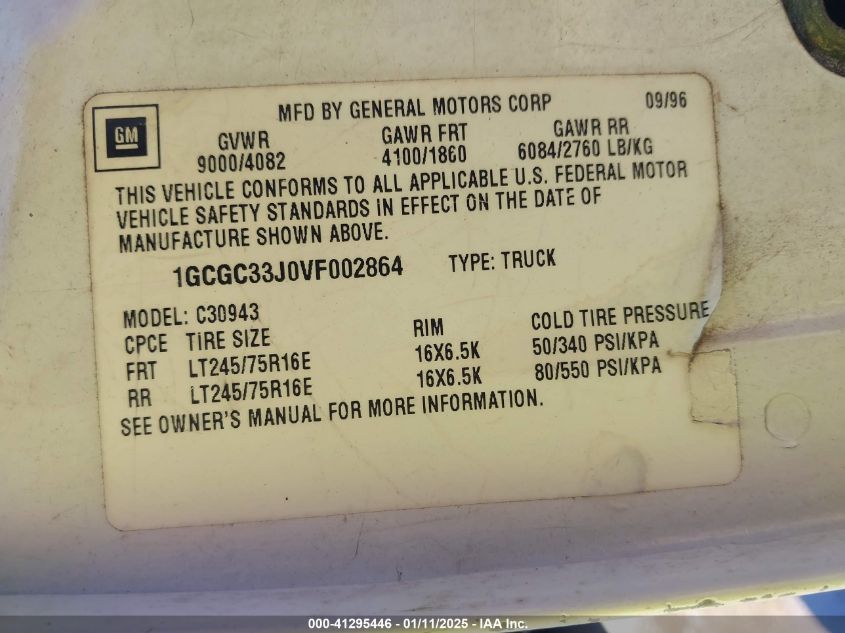 MFD BY GENERAL MOTORS CORP 09/96
GM
GVWR GAWR FRT GAWR RR
9000/4082 4100/1860 6084/2760 LB/KG
THIS VEHICLE CONFORMS TO ALL APPLICABLE U.S. FEDERAL MOTOR
VEHICLE SAFETY STANDARDS IN EFFECT ON THE DATE OF
MANUFACTURE SHOWN ABOVE.
1GCGC33J0VF002864 TYPE: TRUCK
MODEL: C30943
CPCE TIRE SIZE RIM COLD TIRE PRESSURE
FRT LT245/75R16E 16X6.5K 50/340 PSI/KPA
RR LT245/75R16E 16X6.5K 80/550 PSI/KPA
SEE OWNER'S MANUAL FOR MORE INFORMATION.
000-41295446 - 01/11/2025 - IAA Inc.